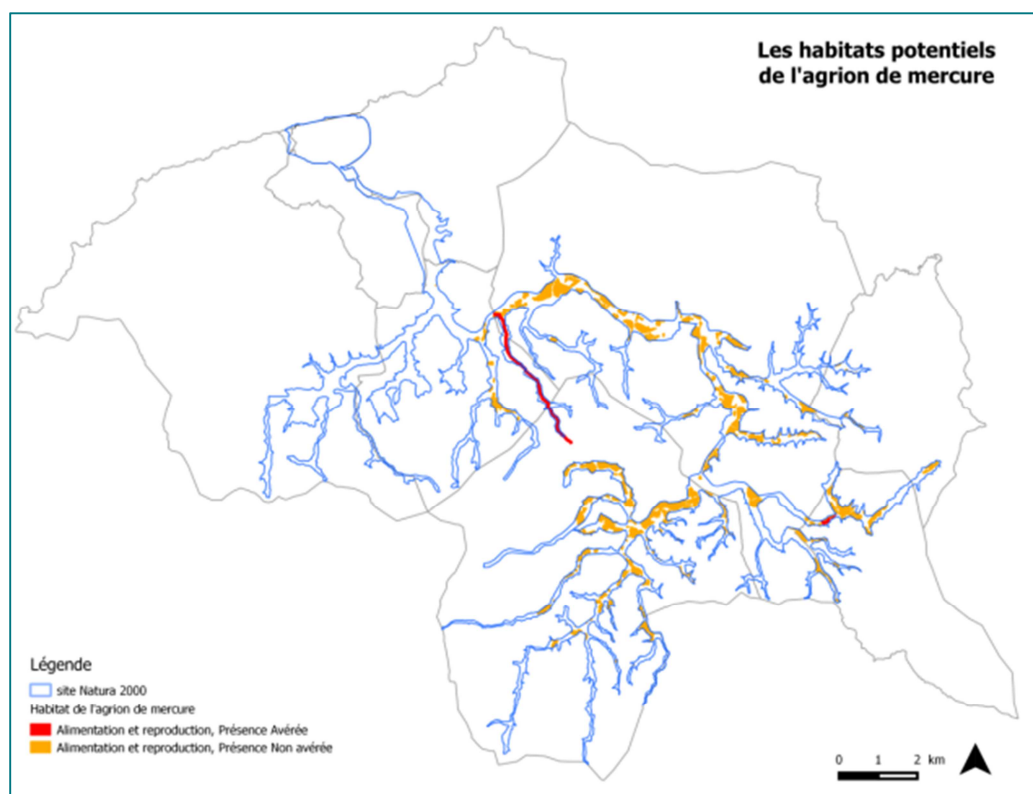 Les habitats potentiels
de l'agrion de mercure
Légende
site Natura 2000
Habitat de l'agrion de mercure
Alimentation et reproduction, Présence Avérée
Alimentation et reproduction, Présence Non avérée
0 1 2 km